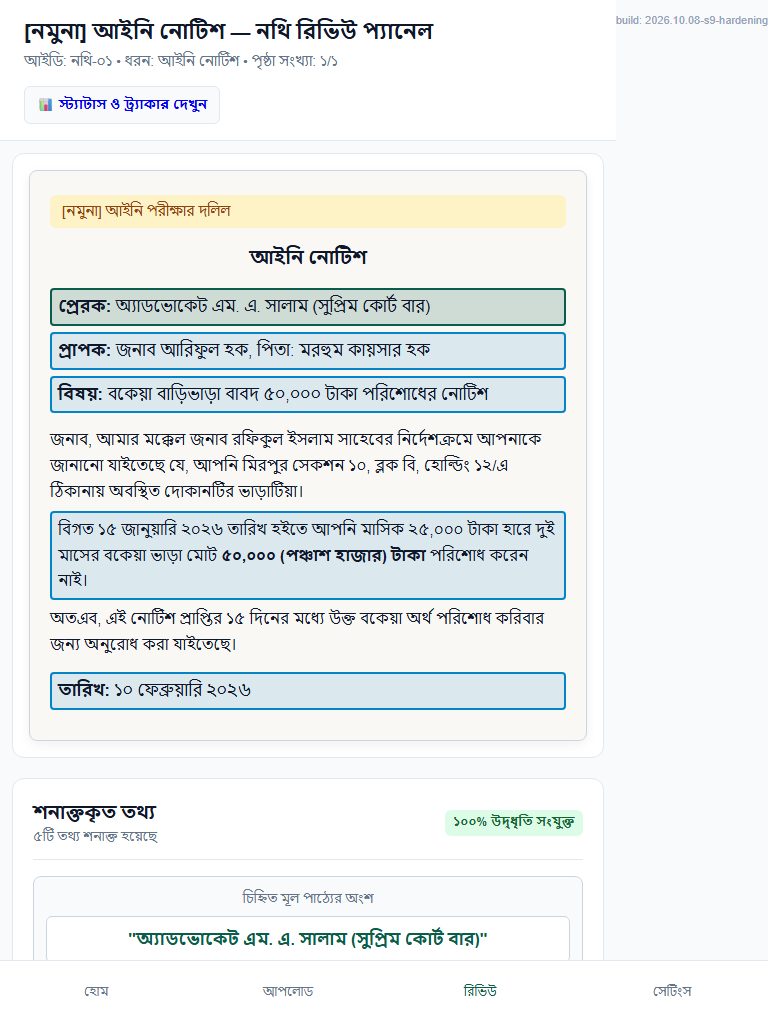 [নমুনা] আইনি নোটিশ — নথি রিভিউ প্যানেল
build: 2026.10.08-s9-hardening
আইডি: নথি-০১ • ধরন: আইনি নোটিশ • পৃষ্ঠা সংখ্যা: ১/১
📊 স্ট্যাটাস ও ট্র্যাকার দেখুন
[নমুনা] আইনি পরীক্ষার দলিল
আইনি নোটিশ
প্রেরক: অ্যাডভোকেট এম. এ. সালাম (সুপ্রিম কোর্ট বার)
প্রাপক: জনাব আরিফুল হক, পিতা: মরহুম কায়সার হক
বিষয়: বকেয়া বাড়িভাড়া বাবদ ৫০,০০০ টাকা পরিশোধের নোটিশ
জনাব, আমার মক্কেল জনাব রফিকুল ইসলাম সাহেবের নির্দেশক্রমে আপনাকে
জানানো যাইতেছে যে, আপনি মিরপুর সেকশন ১০, ব্লক বি, হোল্ডিং ১২/এ
ঠিকানায় অবস্থিত দোকানটির ভাড়াটিয়া।
বিগত ১৫ জানুয়ারি ২০২৬ তারিখ হইতে আপনি মাসিক ২৫,০০০ টাকা হারে দুই
মাসের বকেয়া ভাড়া মোট ৫০,০০০ (পঞ্চাশ হাজার) টাকা পরিশোধ করেন
নাই।
অতএব, এই নোটিশ প্রাপ্তির ১৫ দিনের মধ্যে উক্ত বকেয়া অর্থ পরিশোধ করিবার
জন্য অনুরোধ করা যাইতেছে।
তারিখ: ১০ ফেব্রুয়ারি ২০২৬
শনাক্তকৃত তথ্য
৫টি তথ্য শনাক্ত হয়েছে
১০০% উদ্ধৃতি সংযুক্ত
চিহ্নিত মূল পাঠ্যের অংশ
"অ্যাডভোকেট এম. এ. সালাম (সুপ্রিম কোর্ট বার)"
হোম
আপলোড
রিভিউ
সেটিংস